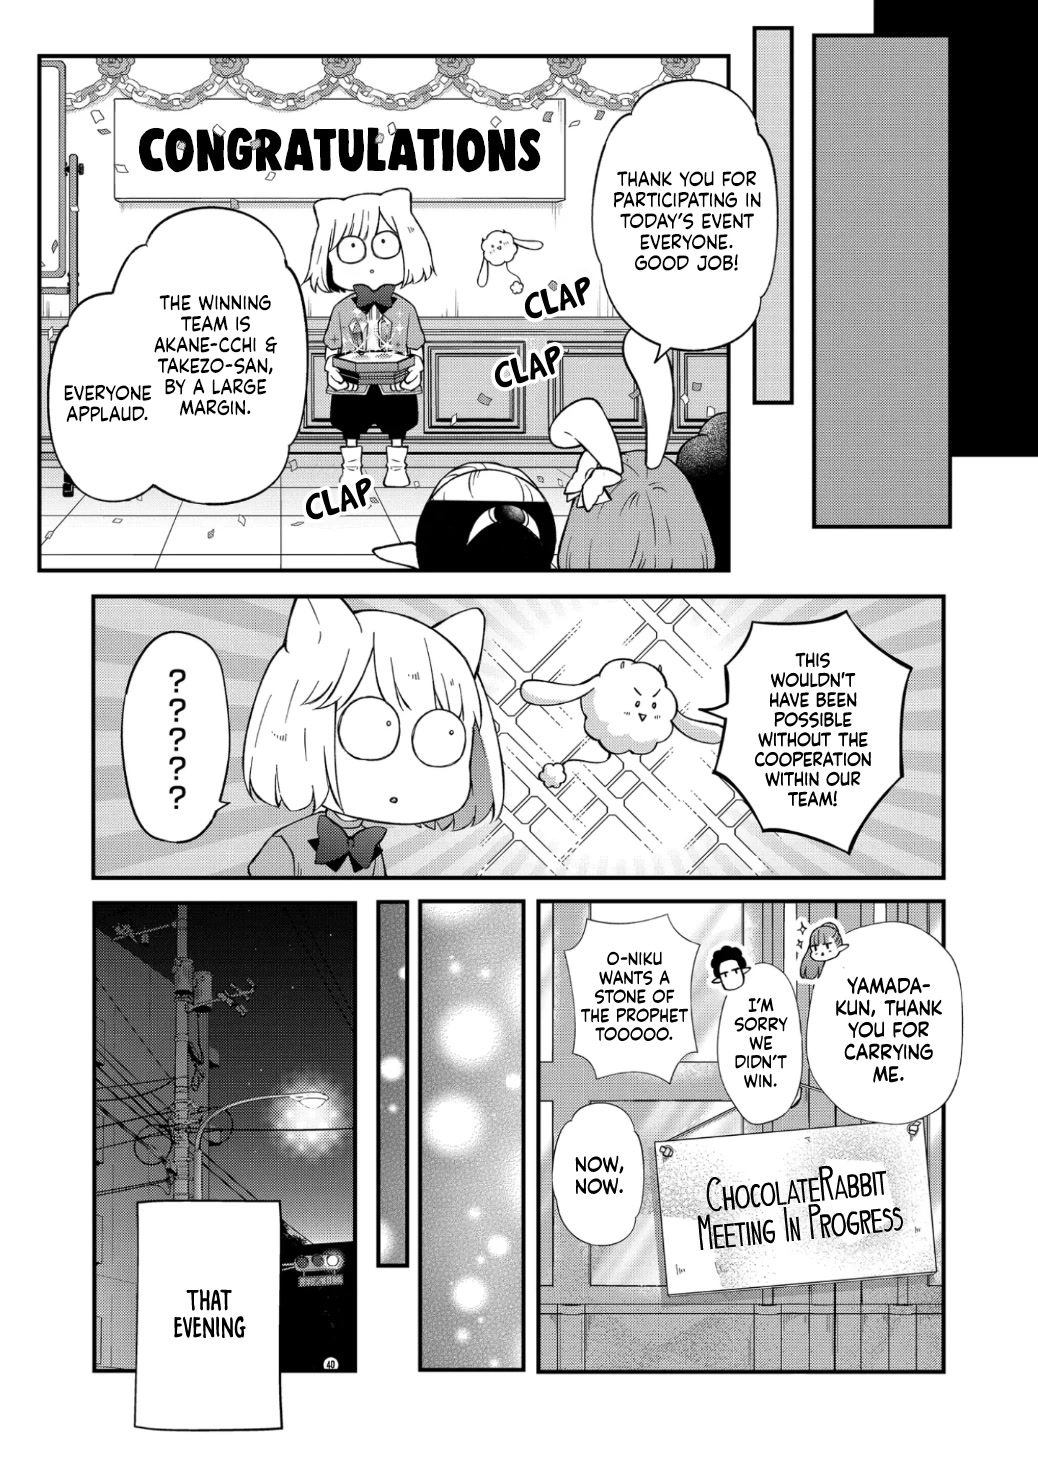 THANK YOU FOR
PARTICIPATING IN
TODAY'S EVENT
EVERYONE.
GOOD JOB!
CONGRATULATIONS
CLAP
CLAP
CLAP
THE WINNING
TEAM IS
AKANE-CCHI &
TAKEZO-SAN,
BY A LARGE
MARGIN.
EVERYONE
APPLAUD.
THIS
WOULDN'T
HAVE BEEN
POSSIBLE
WITHOUT THE
COOPERATION
WITHIN OUR
TEAM!
?
?
?
?
?
YAMADA-
KUN, THANK
YOU FOR
CARRYING
ME.
I'M
SORRY
WE
DIDN'T
WIN.
O-NIKU
WANTS A
STONE OF
THE PROPHET
TOOOOO.
NOW,
NOW.
CHOCOLATERABBIT
MEETING IN PROGRESS
THAT
EVENING
40